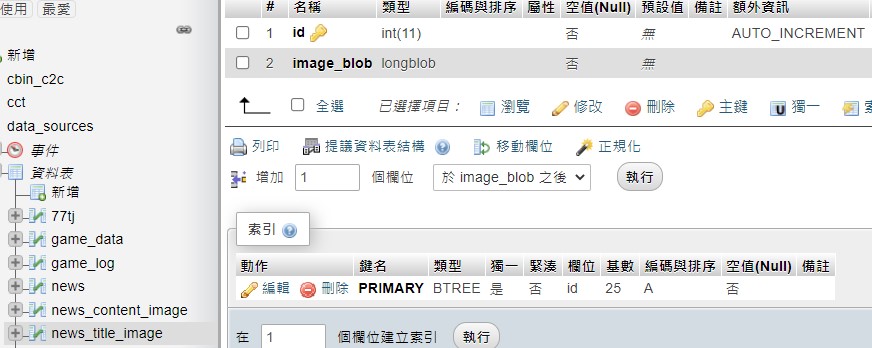 使用 最愛
新增
cbin_c2c
cct
data_sources
事件
資料表
新增
77tj
game_data
game_log
news
news_content_image
news_title_image
# 名稱 類型 編碼與排序 屬性 空值(Null) 預設值 備註 額外資訊
1 id int(11) 否 無 AUTO_INCREMENT
2 image_blob longblob 否 無
全選 已選擇項目： 瀏覽 修改 刪除 主鍵 獨一
列印 提議資料表結構 移動欄位 正規化
增加 1 個欄位 於 image_blob 之後 執行
索引
動作 鍵名 類型 獨一 緊湊 欄位 基數 編碼與排序 空值(Null) 備註
編輯 刪除 PRIMARY BTREE 是 否 id 25 A 否
在 1 個欄位建立索引 執行